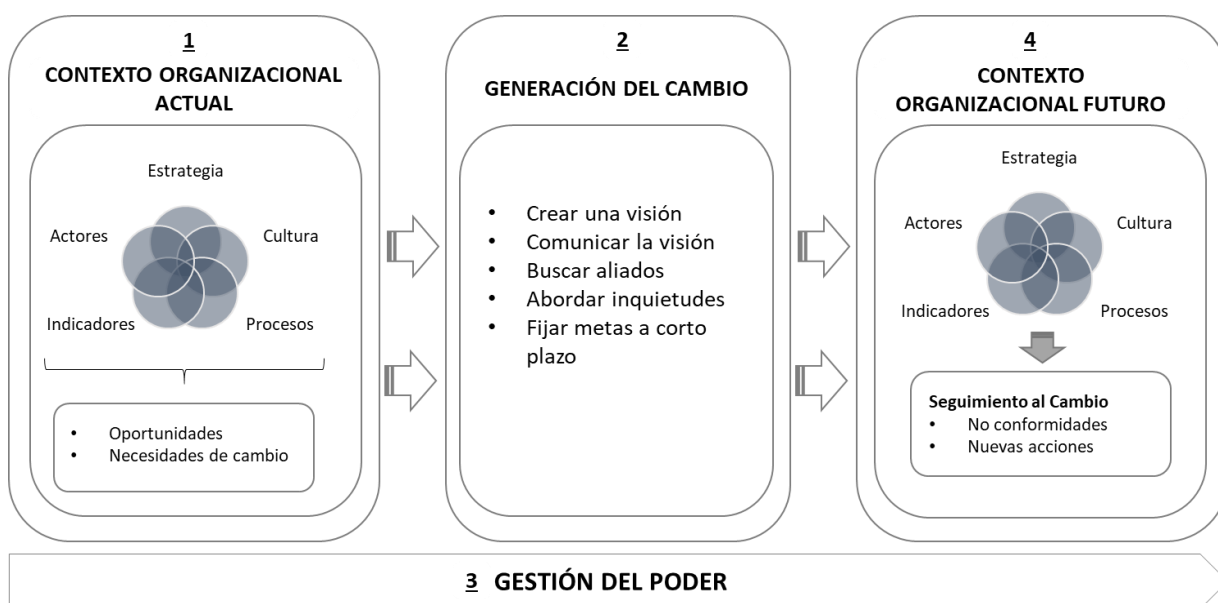 1
CONTEXTO ORGANIZACIONAL
ACTUAL
Estrategia
Actores
Cultura
Indicadores
Procesos
• Oportunidades
• Necesidades de cambio
2
GENERACIÓN DEL CAMBIO
• Crear una visión
• Comunicar la visión
• Buscar aliados
• Abordar inquietudes
• Fijar metas a corto
plazo
4
CONTEXTO
ORGANIZACIONAL FUTURO
Estrategia
Actores
Cultura
Indicadores
Procesos
Seguimiento al Cambio
• No conformidades
• Nuevas acciones
3 GESTIÓN DEL PODER